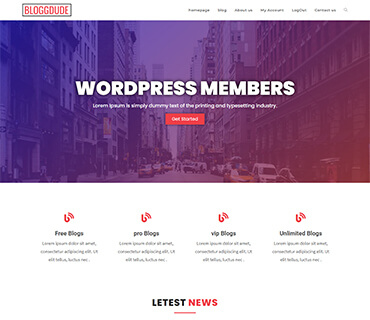 BLOGGDUDE
Homepage blog About us My Account LogOut Contact us
WORDPRESS MEMBERS
Lorem Ipsum is simply dummy text of the printing and typesetting industry.
Get Started
Free Blogs pro Blogs vip Blogs Unlimited Blogs
Lorem ipsum dolor sit amet, Lorem ipsum dolor sit amet, Lorem ipsum dolor sit amet, Lorem ipsum dolor sit amet,
consectetur adipiscing elit. Ut consectetur adipiscing elit. Ut consectetur adipiscing elit. Ut consectetur adipiscing elit. Ut
elit tellus, luctus nec . elit tellus, luctus nec . elit tellus, luctus nec . elit tellus, luctus nec .
LETEST NEWS